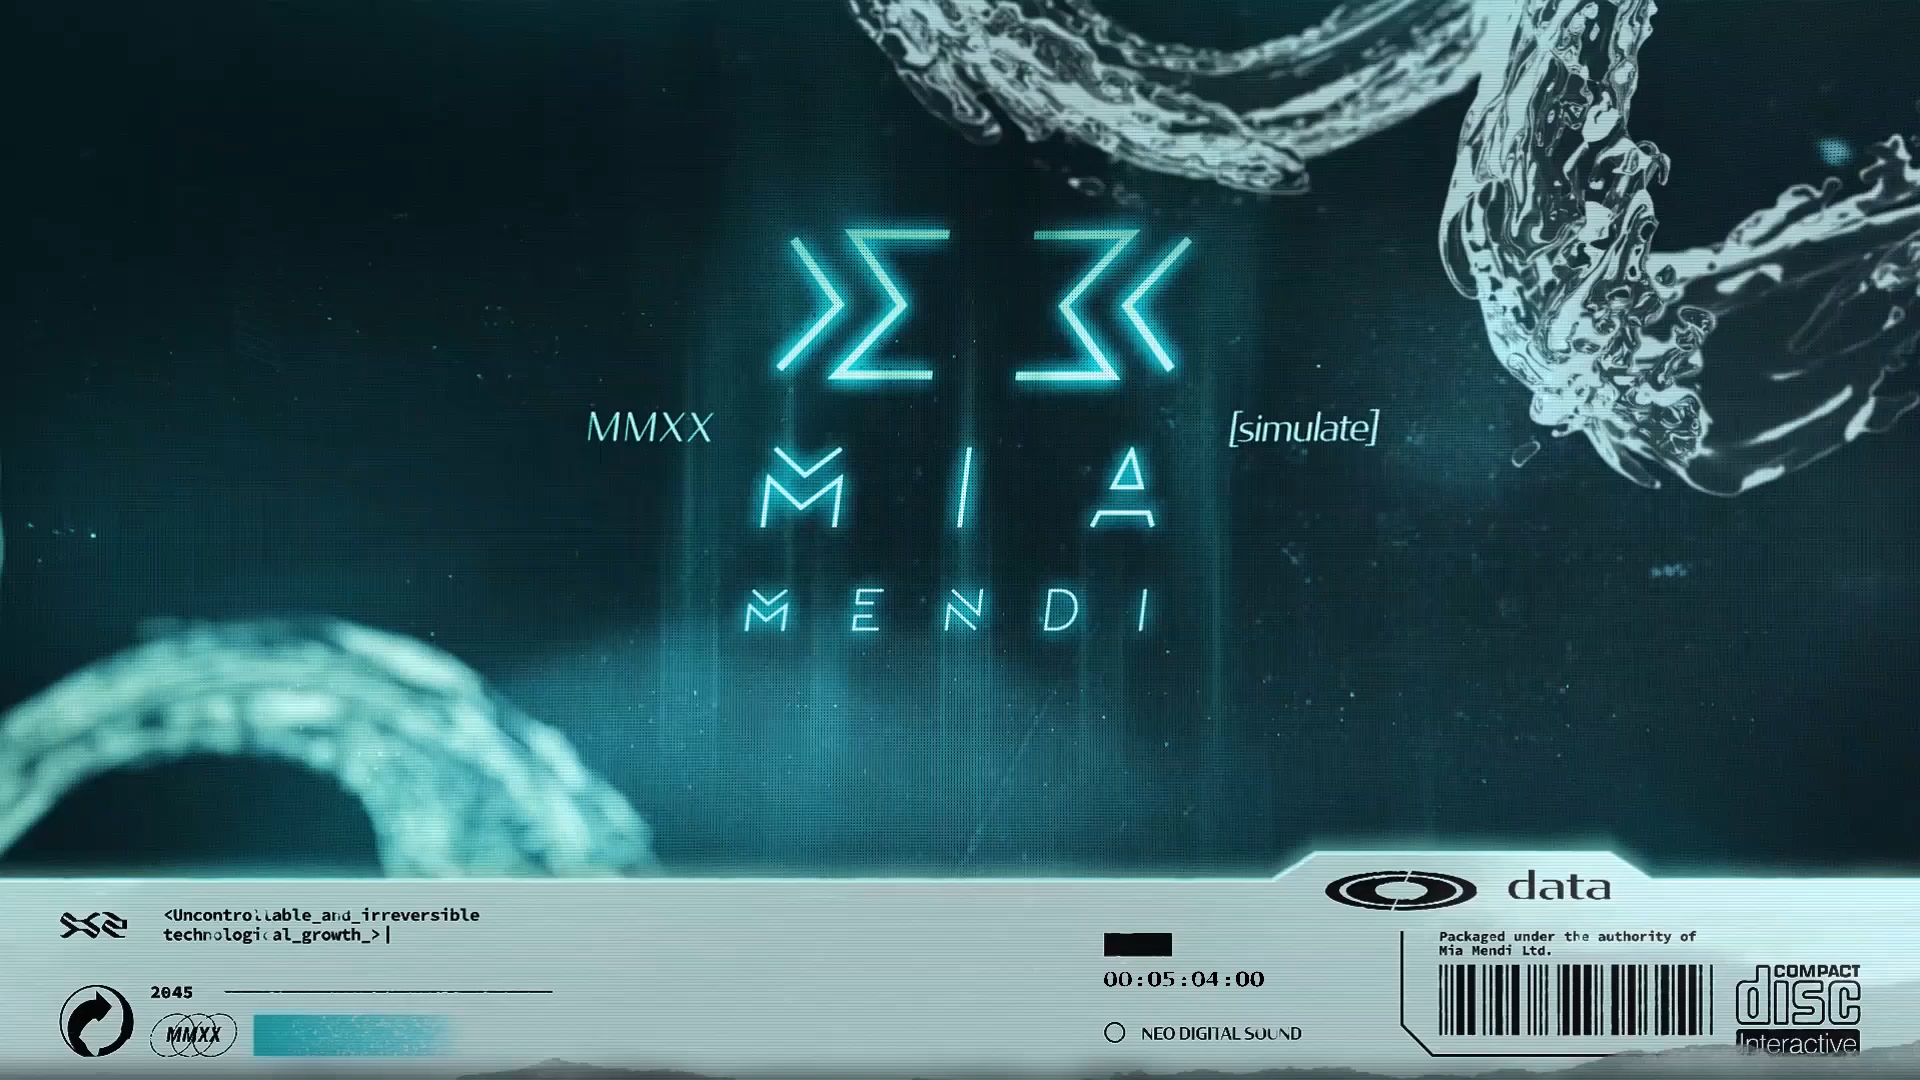 MMXX
[simulate]
MIA
MENDI
data
<Uncontrollable_and_irreversible
technological_growth_>|
Packaged under the authority of
Mia Mendi Ltd.
00:05:04:00
COMPACT
disc
Interactive
2045
MMXX
NEO DIGITAL SOUND